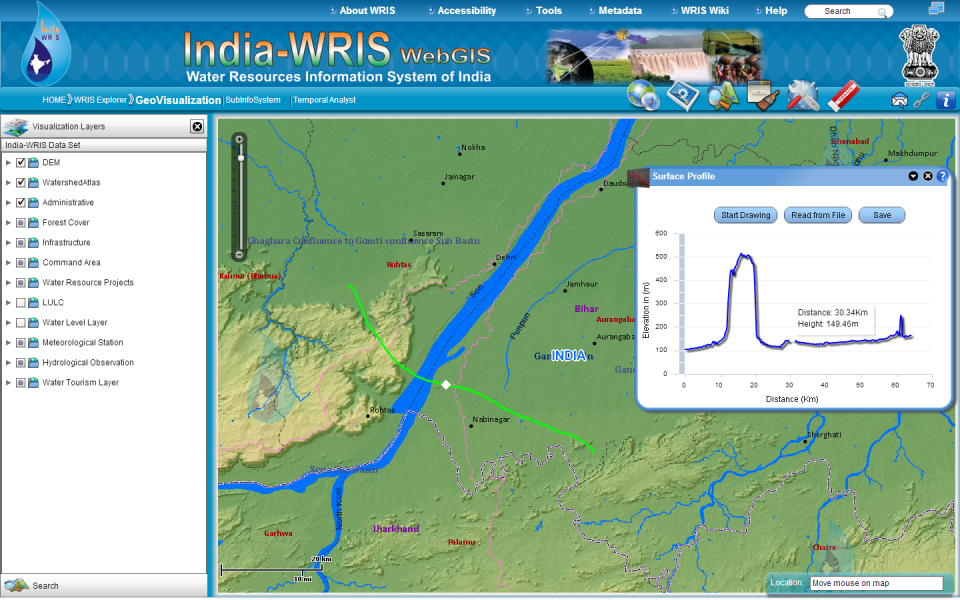 About WRIS
Accessibility
Tools
Metadata
WRIS Wiki
Help
Search
India
W R I S
India-WRIS WebGIS
Water Resources Information System of India
HOME
WRIS Explorer
GeoVisualization
SubInfoSystem
Temporal Analyst
Visualization Layers
India-WRIS Data Set
DEM
WatershedAtlas
Administrative
Forest Cover
Infrastructure
Command Area
Water Resource Projects
LULC
Water Level Layer
Meteorological Station
Hydrological Observation
Water Tourism Layer
Search
Nokha
Jainagar
Makhdumpur
Daudna
Sasaram
Ghaghara Confluence to Gomti confluence Sub Basin
Dehri
Rohtas
Kaimur (Bhabua)
Son
Jamhaur
Bihar
Punpun
Aurangaba
Aurangaba
INDIA
Rohtas
Nabinagar
Sherghati
North Koel
Jharkhand
Garhwa
Palamu
Chatra
20 km
10 mi
Surface Profile
Start Drawing
Read from File
Save
Elevation in (m)
600
500
400
300
200
100
0
Distance: 30.34Km
Height: 149.46m
0 10 20 30 40 50 60 70
Distance (Km)
Location:
Move mouse on map